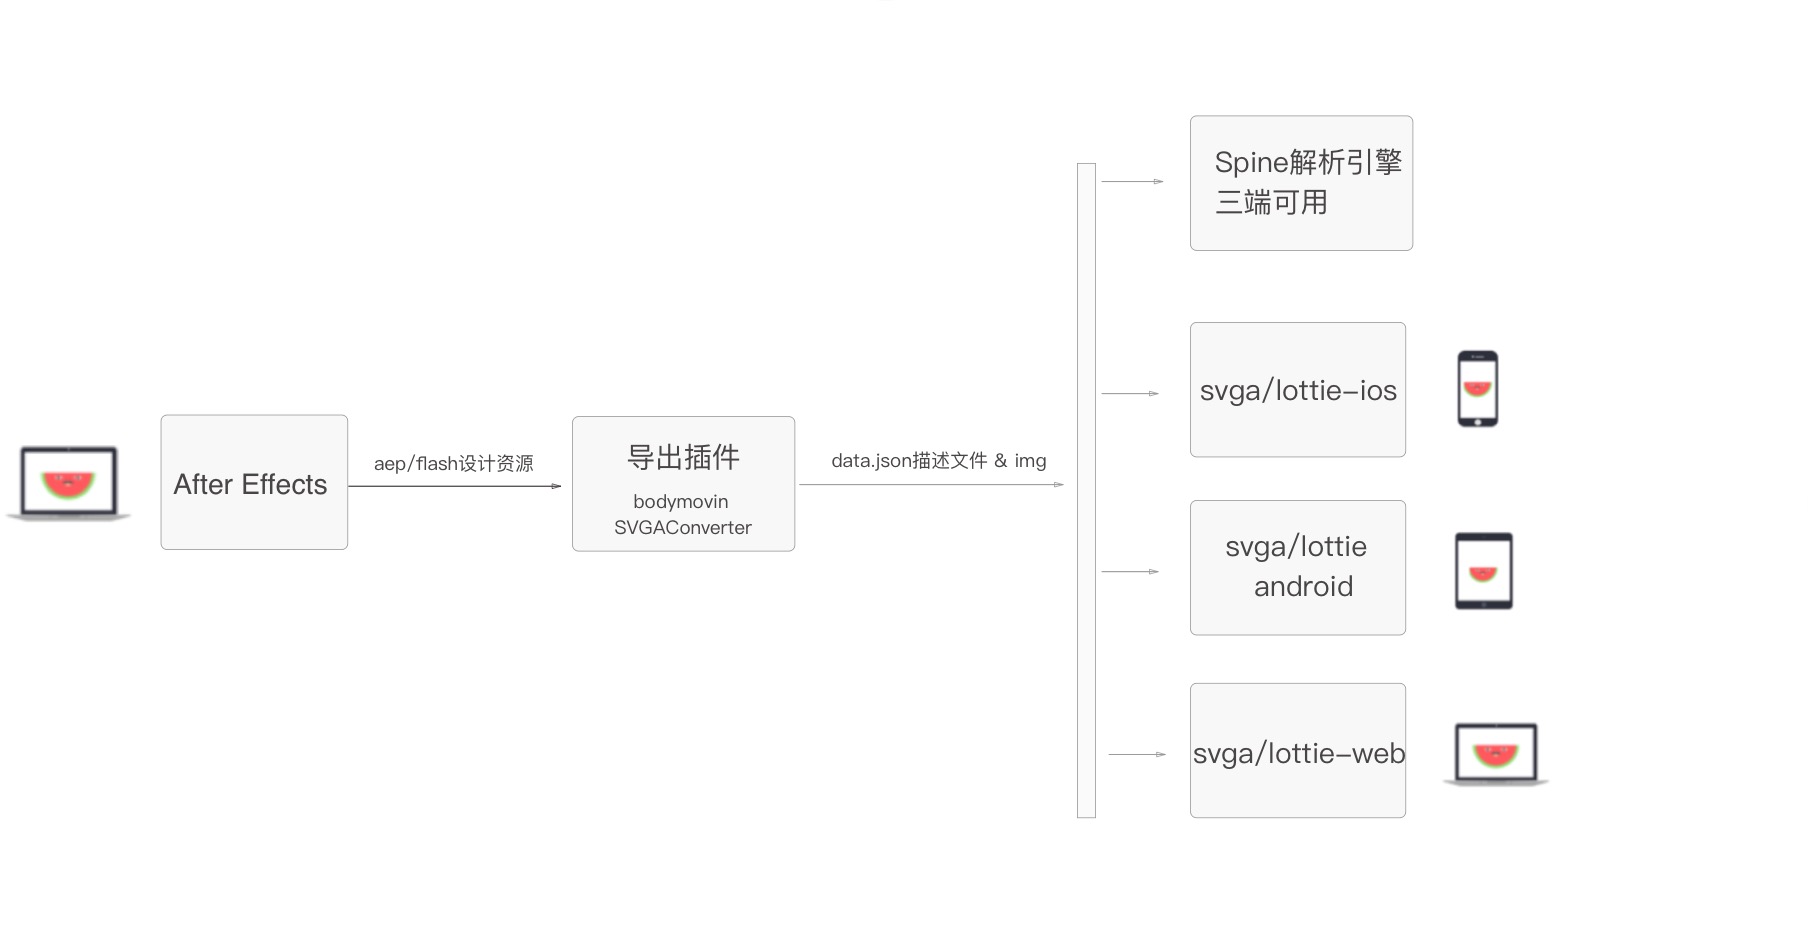 After Effects
aep/flash设计资源
导出插件
bodymovin
SVGAConverter
data.json描述文件 & img
Spine解析引擎
三端可用
svga/lottie-ios
svga/lottie
android
svga/lottie-web